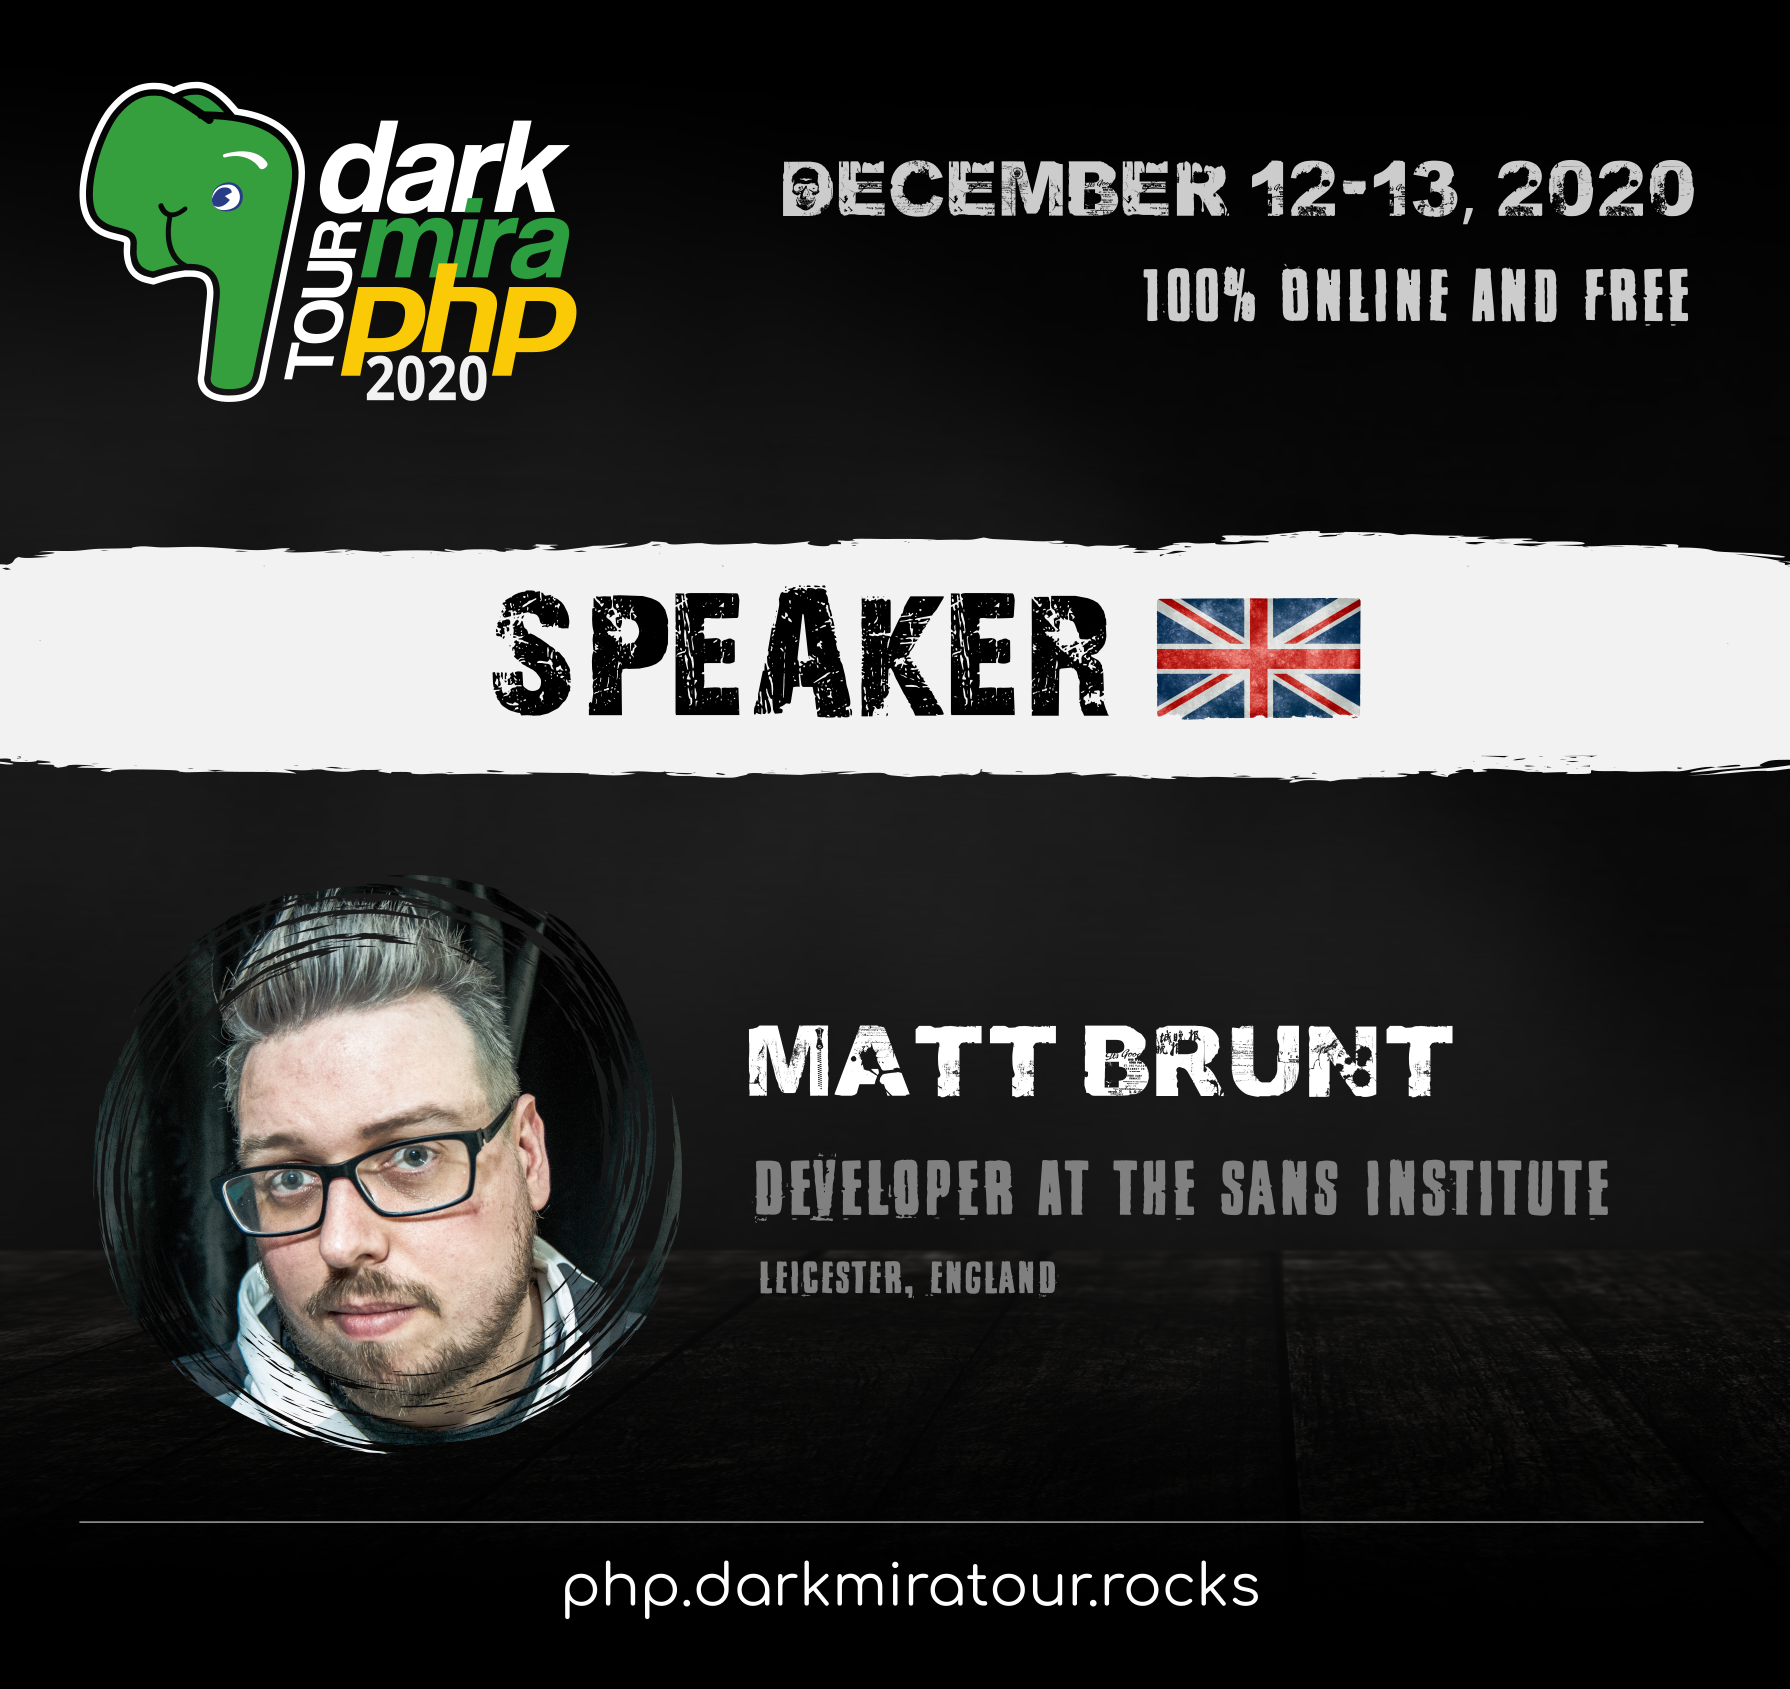 dark
mira
php
TOUR
2020
DECEMBER 12-13, 2020
100% ONLINE AND FREE
SPEAKER
MATT BRUNT
DEVELOPER AT THE SANS INSTITUTE
LEICESTER, ENGLAND
php.darkmiratour.rocks